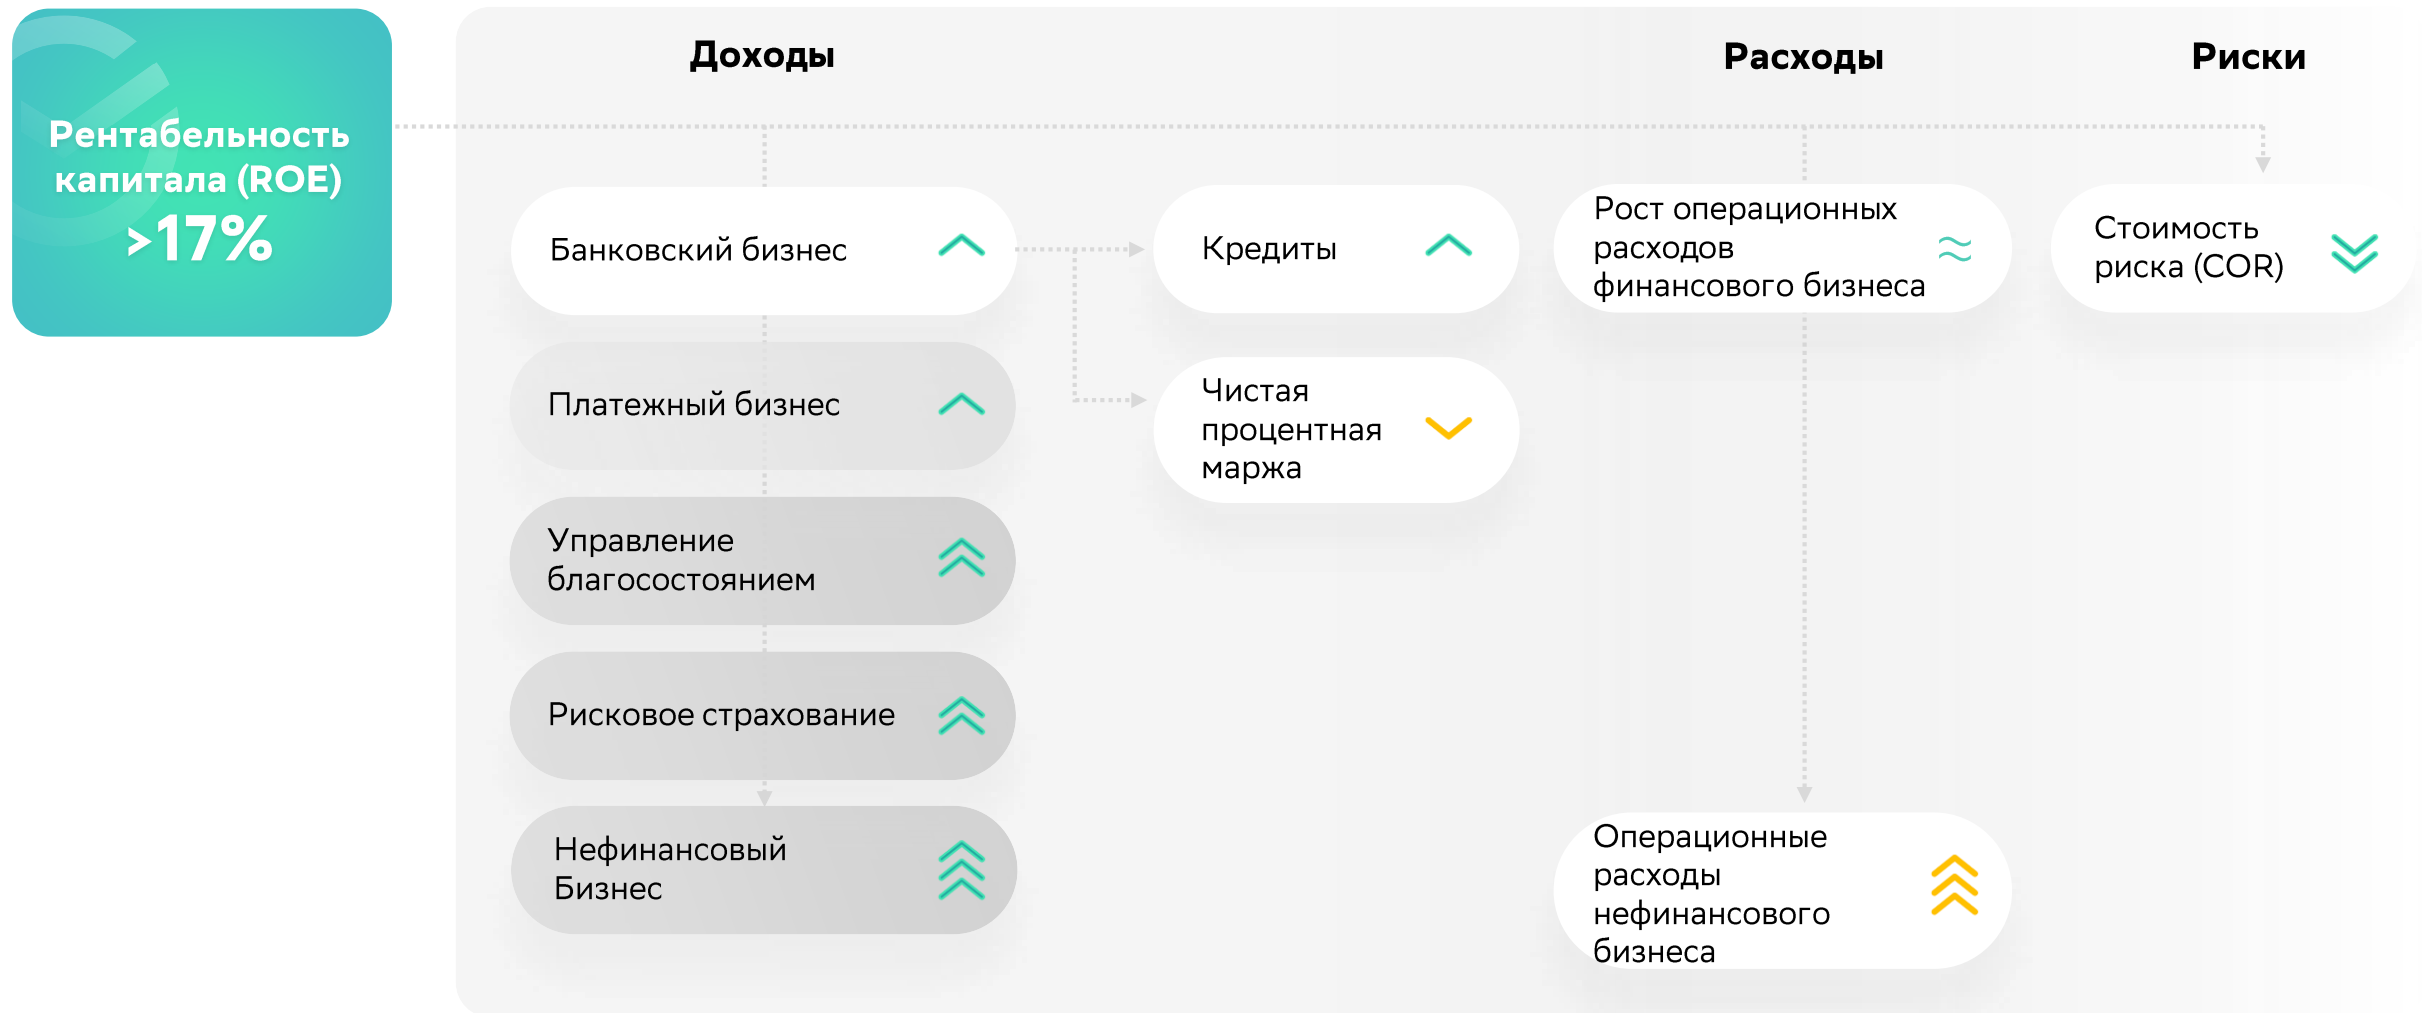 Рентабельность
капитала (ROE)
>17%
Доходы
Расходы
Риски
Банковский бизнес
Платежный бизнес
Управление
благосостоянием
Рисковое страхование
Нефинансовый
Бизнес
Кредиты
Чистая
процентная
маржа
Рост операционных
расходов
финансового бизнеса
≈
Операционные
расходы
нефинансового
бизнеса
Стоимость
риска (COR)